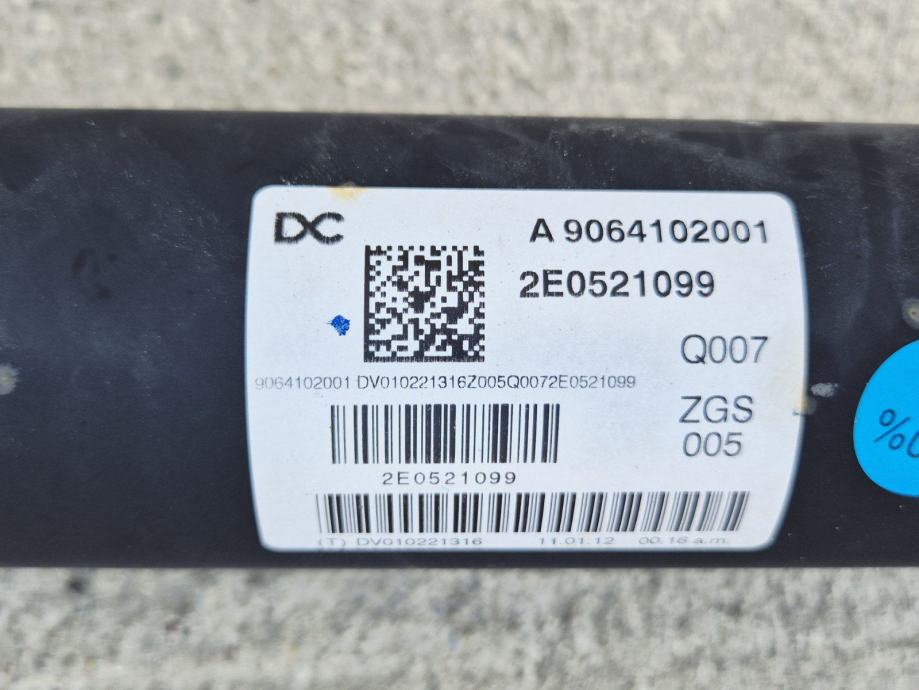 DC
A 9064102001
2E0521099
Q007
9064102001 DV010221316Z005Q0072E0521099
ZGS
005
2E0521099
(T) DV010221316 11.01.12 00:16 a.m.
%